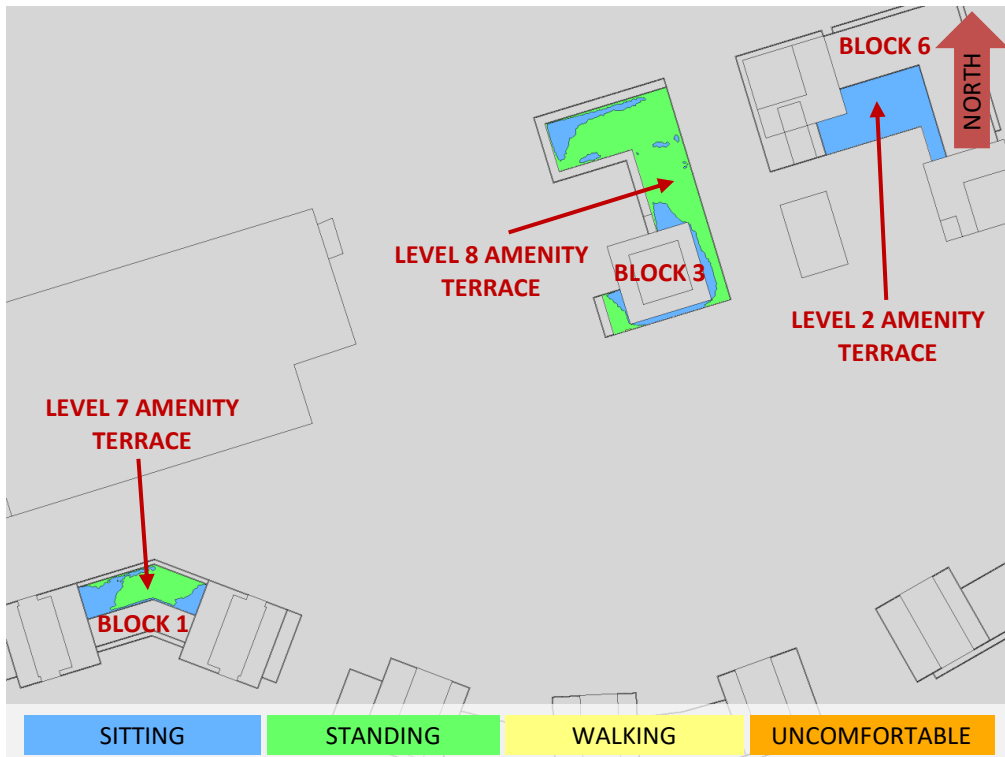 BLOCK 6
NORTH
LEVEL 8 AMENITY
TERRACE
BLOCK 3
LEVEL 2 AMENITY
TERRACE
LEVEL 7 AMENITY
TERRACE
BLOCK 1
SITTING
STANDING
WALKING
UNCOMFORTABLE